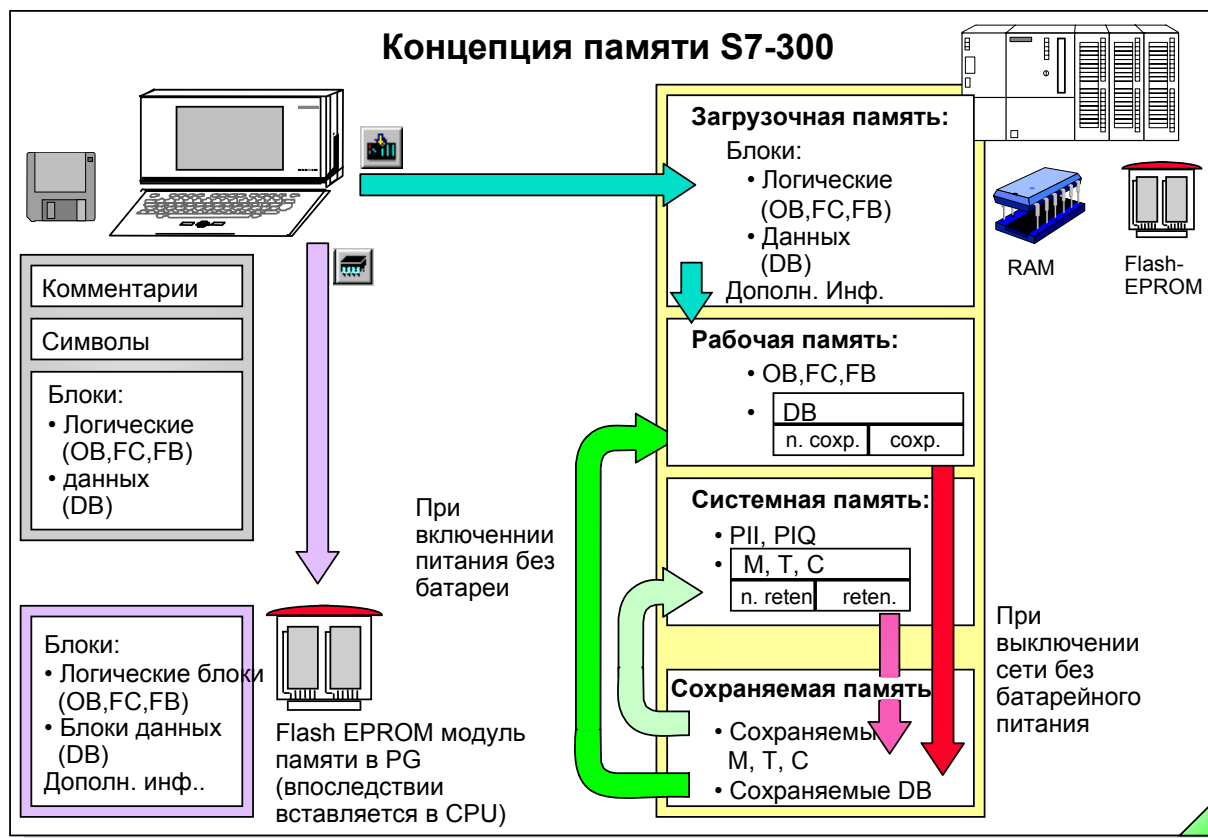 Концепция памяти S7-300
Комментарии
Символы
Блоки:
• Логические
(OB,FC,FB)
• данных
(DB)
Блоки:
• Логические блоки
(OB,FC,FB)
• Блоки данных
(DB)
Дополн. инф..
Flash EPROM модуль
памяти в PG
(впоследствии
вставляется в CPU)
При
включеннии
питания без
батареи
Загрузочная память:
Блоки:
• Логические
(OB,FC,FB)
• Данных
(DB)
Дополн. Инф.
Рабочая память:
• OB,FC,FB
• DB
n. сохр.
сохр.
Системная память:
• PII, PIQ
• M, T, C
n. reten
reten.
Сохраняемая память
• Сохраняемы
M, T, C
• Сохраняемые DB
RAM
Flash-
EPROM
При
выключении
сети без
батарейного
питания